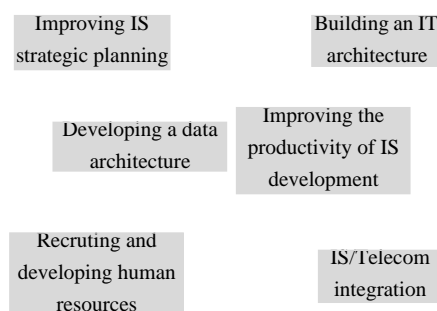 Improving IS
strategic planning
Building an IT
architecture
Developing a data
architecture
Improving the
productivity of IS
development
Recruting and
developing human
resources
IS/Telecom
integration